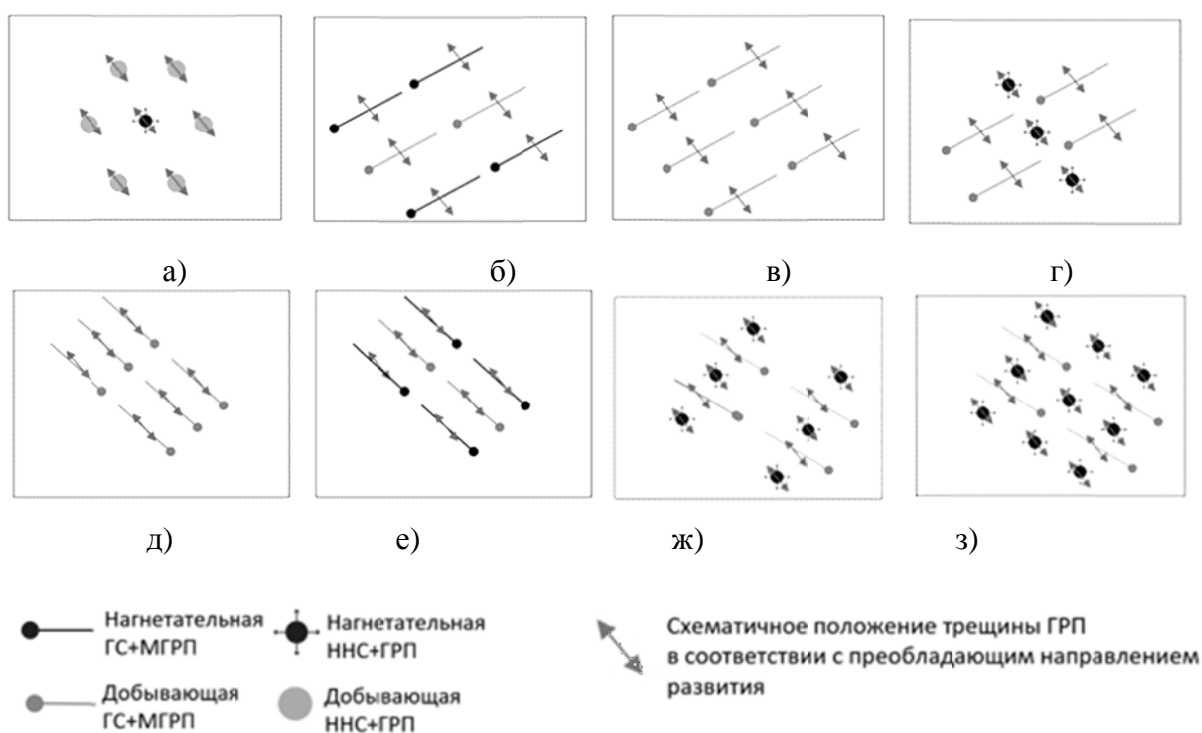 а) б) в) г)
д) е) ж) з)
Нагнетательная
ГС+МГРП
Нагнетательная
ННС+ГРП
Схематичное положение трещины ГРП
в соответствии с преобладающим направлением
развития
Добывающая
ГС+МГРП
Добывающая
ННС+ГРП